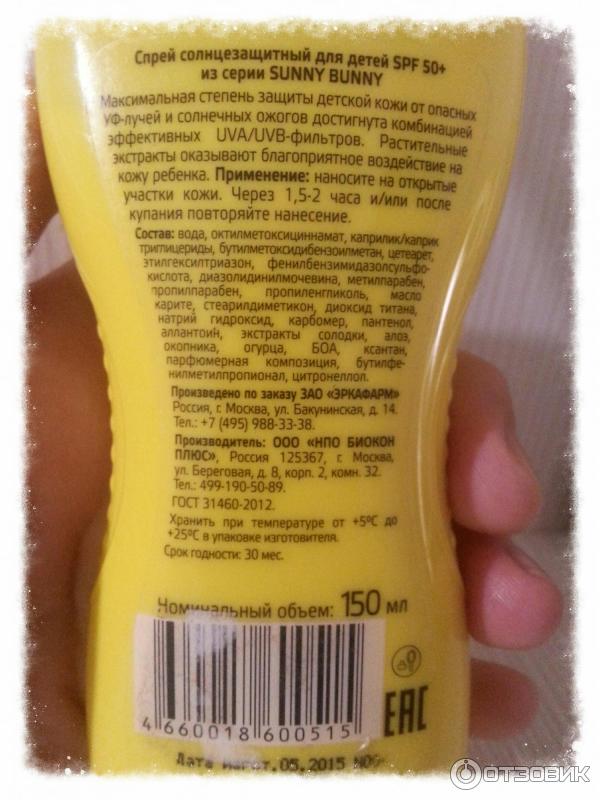 Спрей солнцезащитный для детей SPF 50+
из серии SUNNY BUNNY
Максимальная степень защиты детской кожи от опасных
УФ-лучей и солнечных ожогов достигнута комбинацией
эффективных UVA/UVB-фильтров. Растительные
экстракты оказывают благоприятное воздействие на
кожу ребенка. Применение: наносите на открытые
участки кожи. Через 1,5-2 часа и/или после
купания повторяйте нанесение.
Состав: вода, октилметоксициннамат, каприлик/каприк
триглицериды, бутилметоксидибензоилметан, цетеарет,
этилгексилтриазон, фенилбензимидазолсульфо-
кислота, диазолидинилмочевина, метилпарабен,
пропилпарабен, пропиленгликоль, масло
карите, стеарилдиметикон, диоксид титана,
натрий гидроксид, карбомер, пантенол,
аллантоин, экстракты солодки, алоэ,
окопника, огурца, БОА, ксантан,
парфюмерная композиция, бутилфе-
нилметилпропионал, цитронеллол.
Произведено по заказу ЗАО «ЭРКАФАРМ»
Россия, г. Москва, ул. Бакунинская, д. 14.
Тел.: +7 (495) 988-33-38.
Производитель: ООО «НПО БИОКОН
ПЛЮС», Россия 125367, г. Москва,
ул. Береговая, д. 8, корп. 2, комн. 32.
Тел.: 499-190-50-89.
ГОСТ 31460-2012.
Хранить при температуре от +5ºС до
+25ºС в упаковке изготовителя.
Срок годности: 30 мес.
Номинальный объем: 150 мл
4 660018 600515
EAC
Дата изгот.05.2015
ОТЗОВИК